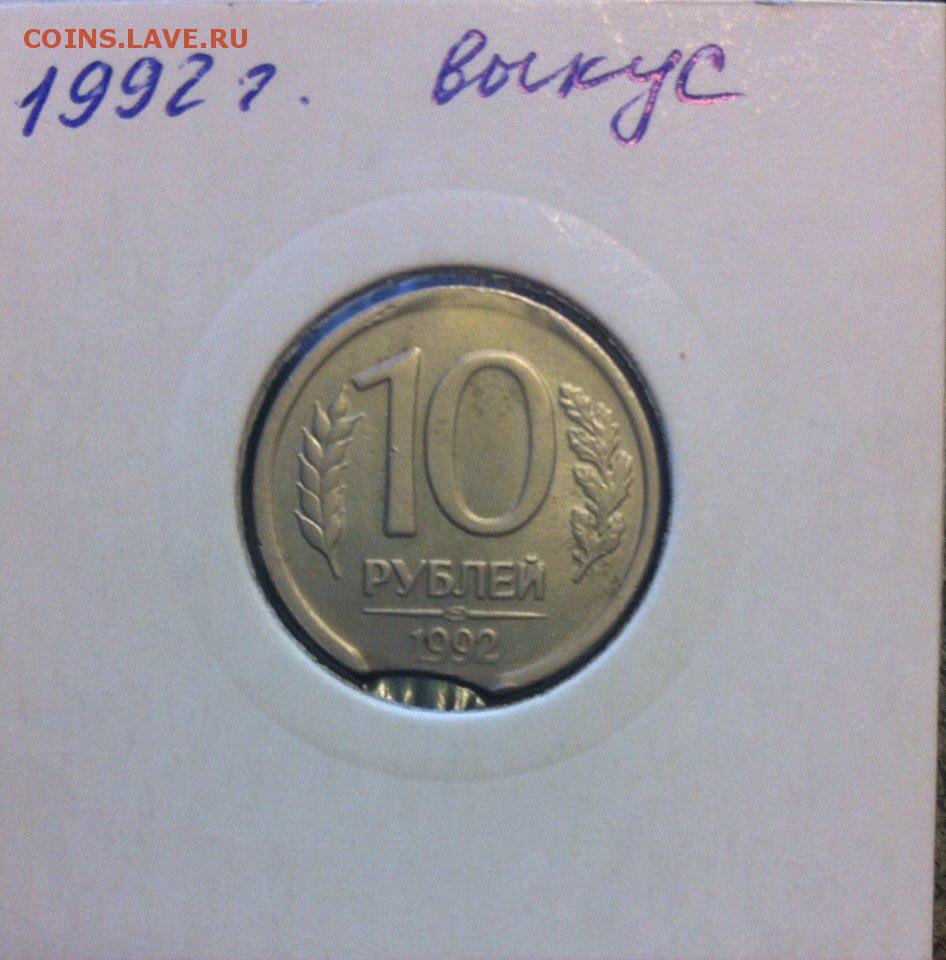 COINS.LAVE.RU
1992 г. выкус
10
РУБЛЕЙ
1992